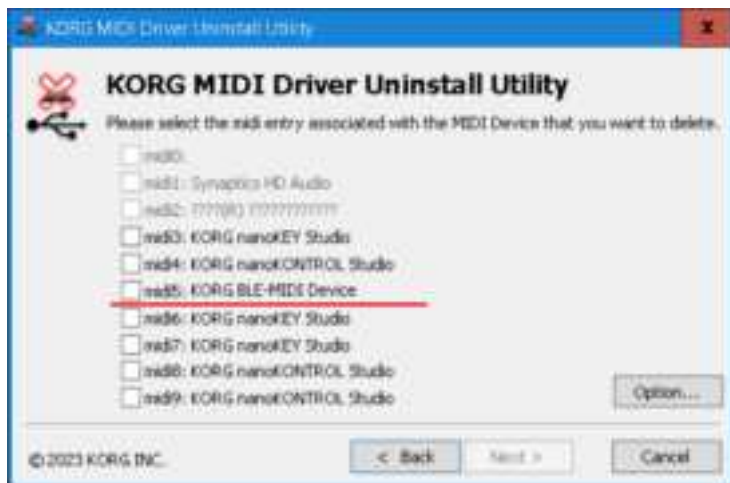 KORG MIDI Driver Uninstall Utility
KORG MIDI Driver Uninstall Utility
Please select the midi entry associated with the MIDI Device that you want to delete.
midi0:
midi1: Synaptics HD Audio
midi2: ????(R) ????????????
midi3: KORG nanoKEY Studio
midi4: KORG nanoKONTROL Studio
midi5: KORG BLE-MIDI Device
midi6: KORG nanoKEY Studio
midi7: KORG nanoKEY Studio
midi8: KORG nanoKONTROL Studio
midi9: KORG nanoKONTROL Studio
Option...
©2023 KORG INC.
< Back
Next >
Cancel